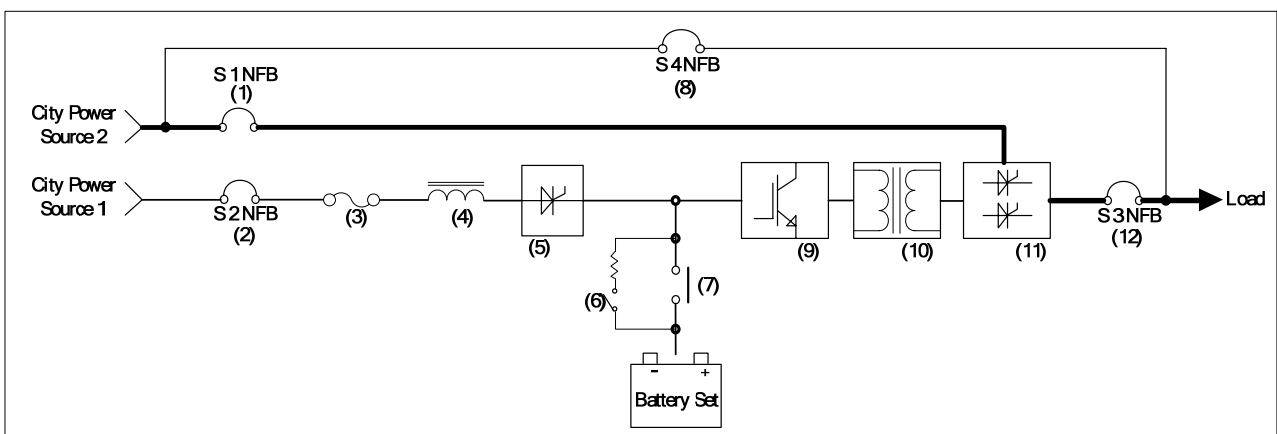 S4NFB
(8)
S1NFB
(1)
City Power
Source 2
City Power
Source 1
S2NFB
(2)
(3)
(4)
(5)
(9)
(10)
(11)
S3NFB
(12)
Load
(6)
(7)
- +
Battery Set